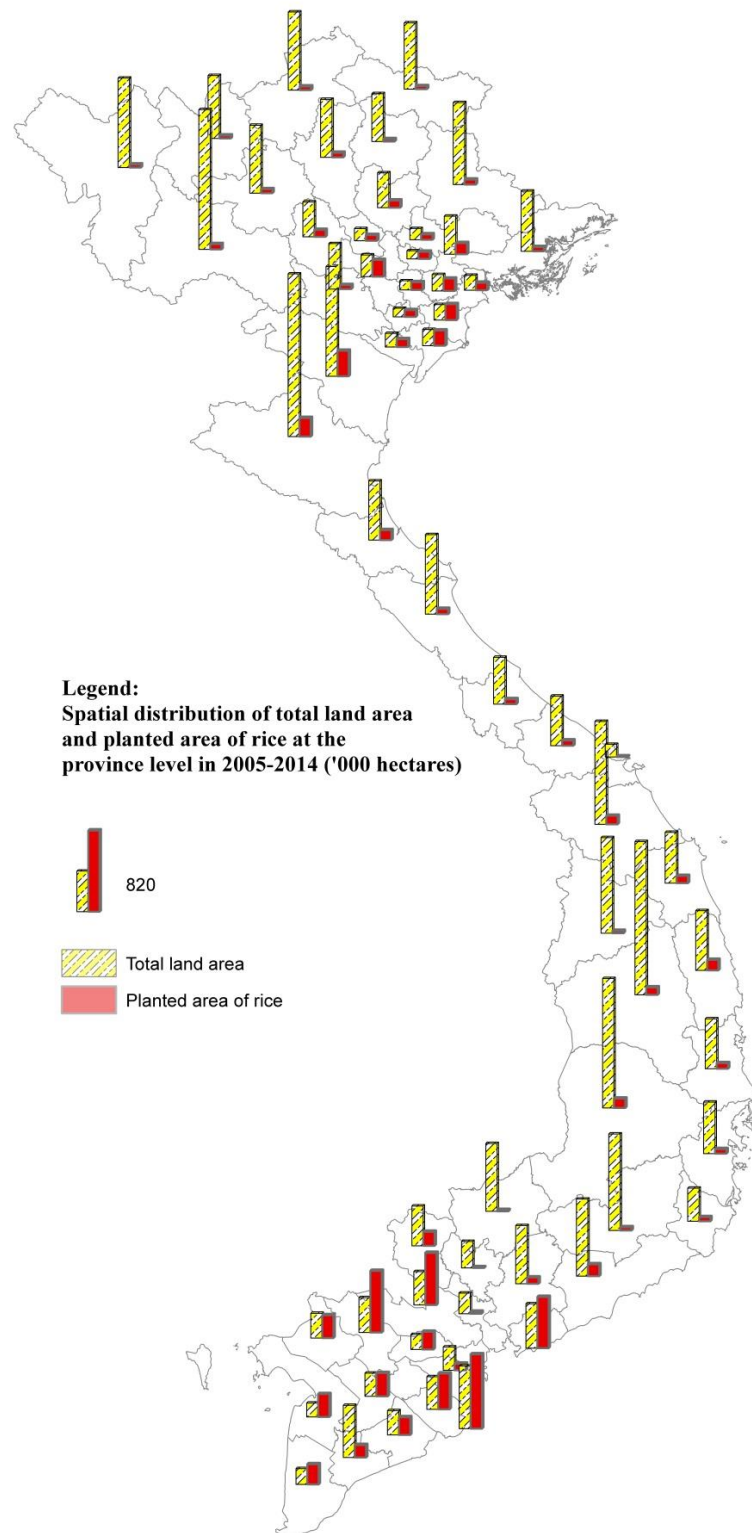 Legend:
Spatial distribution of total land area
and planted area of rice at the
province level in 2005-2014 ('000 hectares)
820
Total land area
Planted area of rice